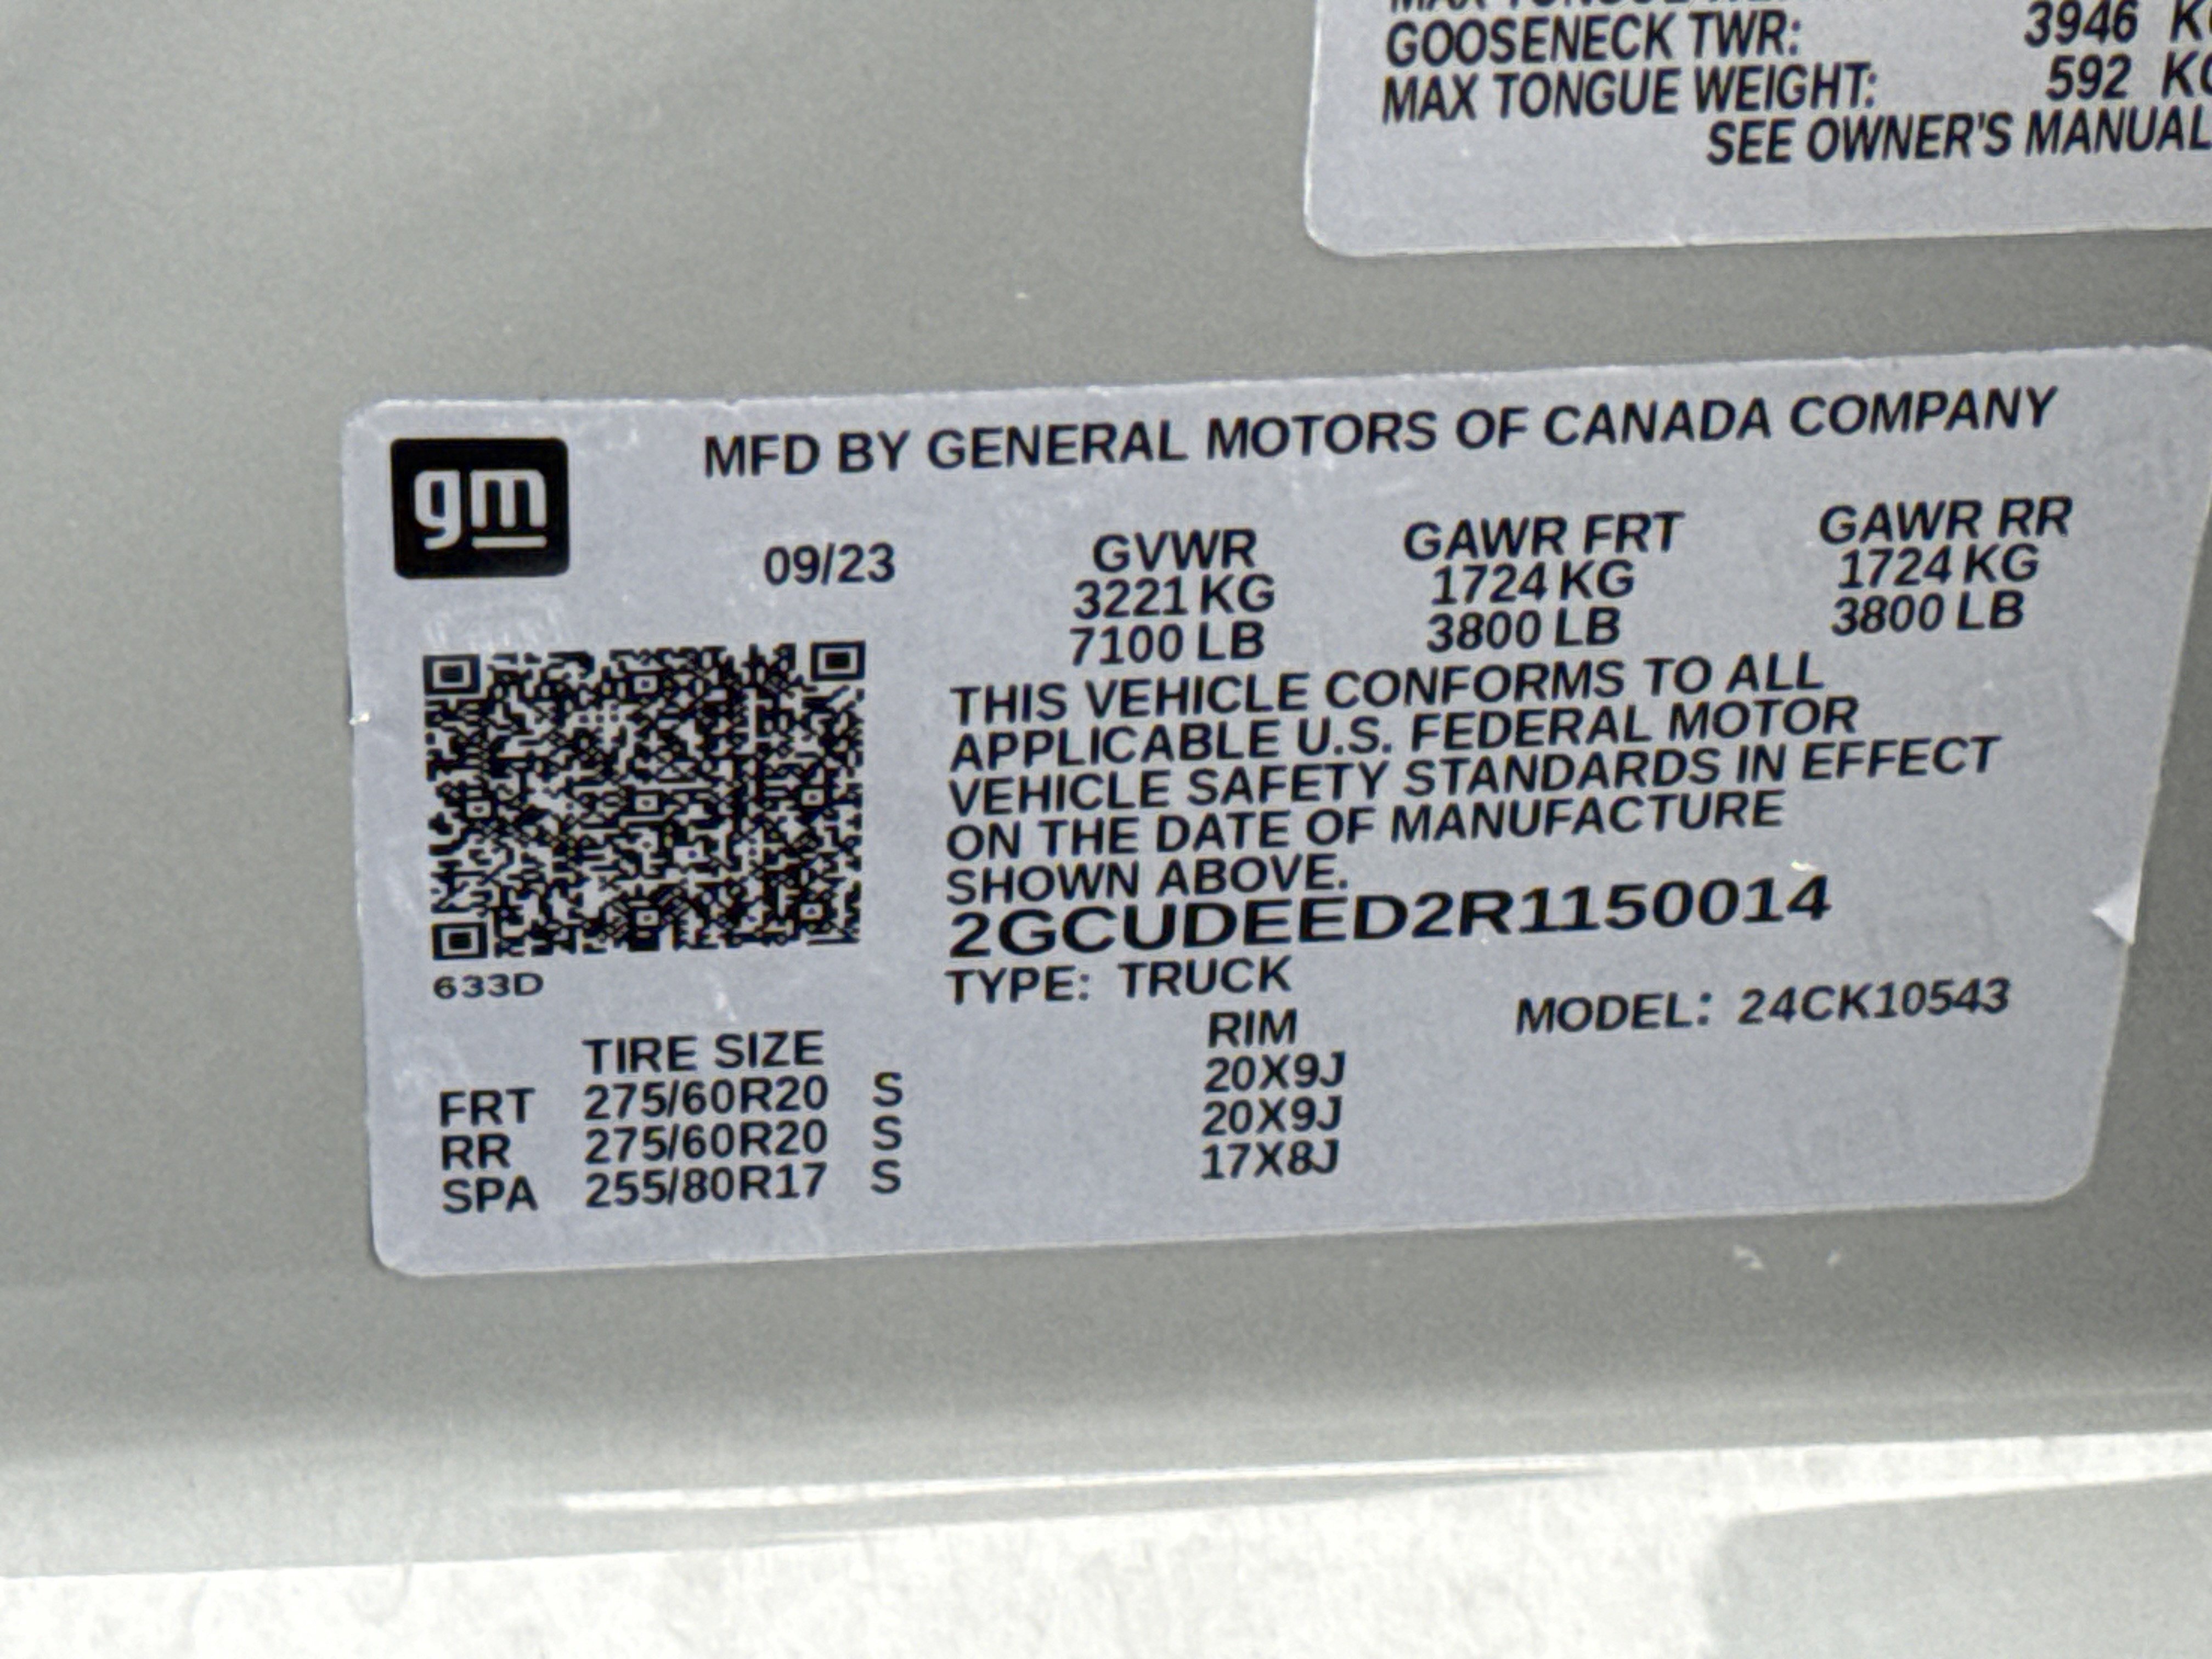 GOOSENECK TWR: 3946 K
MAX TONGUE WEIGHT: 592 KG
SEE OWNER'S MANUAL
gm
MFD BY GENERAL MOTORS OF CANADA COMPANY
09/23 GVWR GAWR FRT GAWR RR
3221 KG 1724 KG 1724 KG
7100 LB 3800 LB 3800 LB
THIS VEHICLE CONFORMS TO ALL
APPLICABLE U.S. FEDERAL MOTOR
VEHICLE SAFETY STANDARDS IN EFFECT
ON THE DATE OF MANUFACTURE
SHOWN ABOVE.
2GCUDEED2R1150014
633D
TYPE: TRUCK MODEL: 24CK10543
TIRE SIZE RIM
FRT 275/60R20 S 20X9J
RR 275/60R20 S 20X9J
SPA 255/80R17 S 17X8J